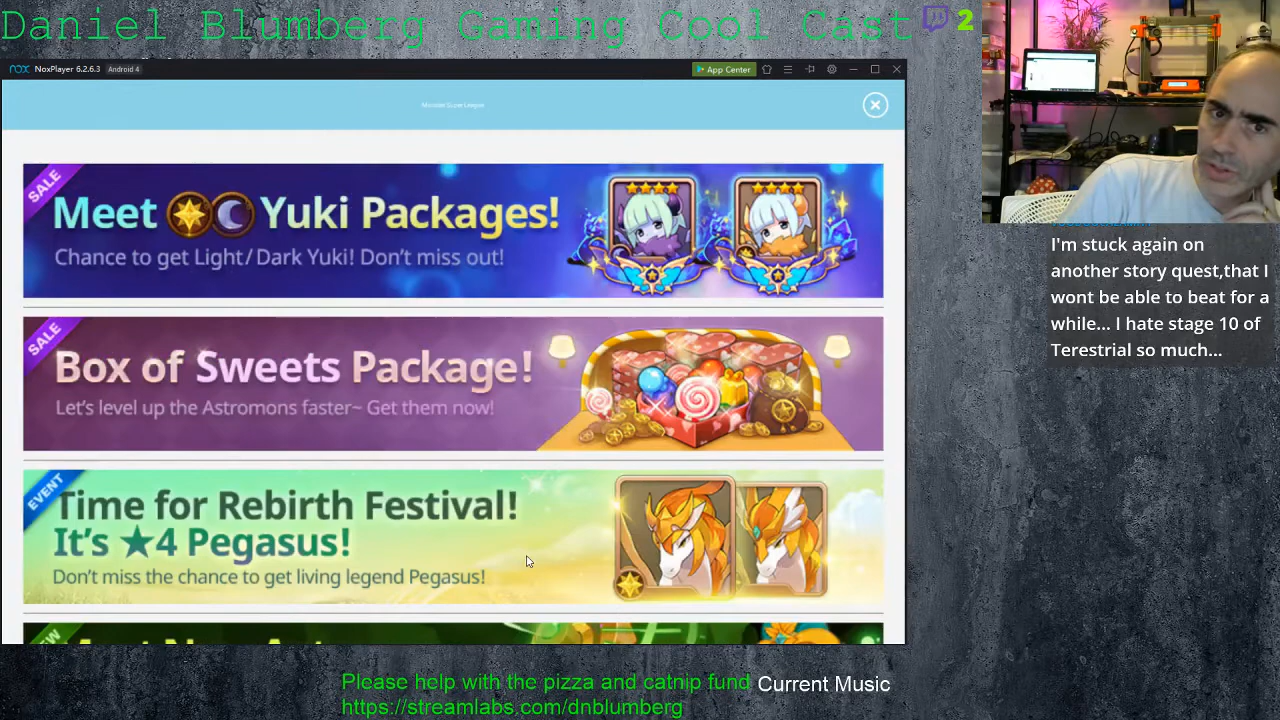 Daniel Blumberg Gaming Cool Cast 2
nox NoxPlayer 6.2.6.3 Android 4
App Center
Monster Super League
SALE
Meet Yuki Packages!
Chance to get Light/Dark Yuki! Don't miss out!
SALE
Box of Sweets Package!
Let's level up the Astromons faster~ Get them now!
EVENT
Time for Rebirth Festival!
It's ★4 Pegasus!
Don't miss the chance to get living legend Pegasus!
I'm stuck again on
another story quest,that I
wont be able to beat for a
while... I hate stage 10 of
Terestrial so much...
Please help with the pizza and catnip fund
https://streamlabs.com/dnblumberg
Current Music